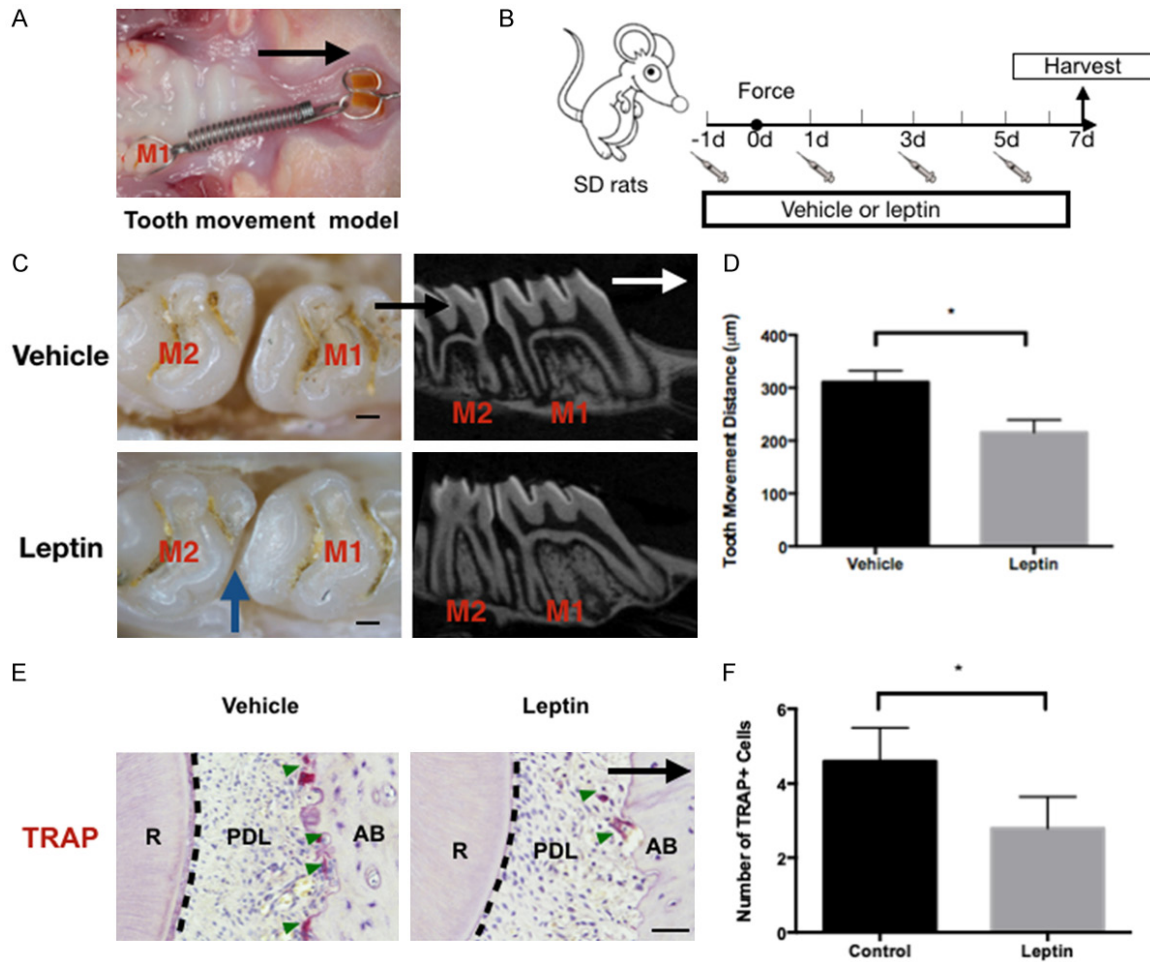 A
M1
Tooth movement model
B
Harvest
Force
-1d 0d 1d 3d 5d 7d
SD rats
Vehicle or leptin
C
Vehicle
M2 M1
M2 M1
Leptin
M2 M1
M2 M1
D
Tooth Movement Distance (μm)
400
300
200
100
0
*
Vehicle Leptin
E
Vehicle Leptin
TRAP
R PDL AB
R PDL AB
F
Number of TRAP+ Cells
6
4
2
0
*
Control Leptin